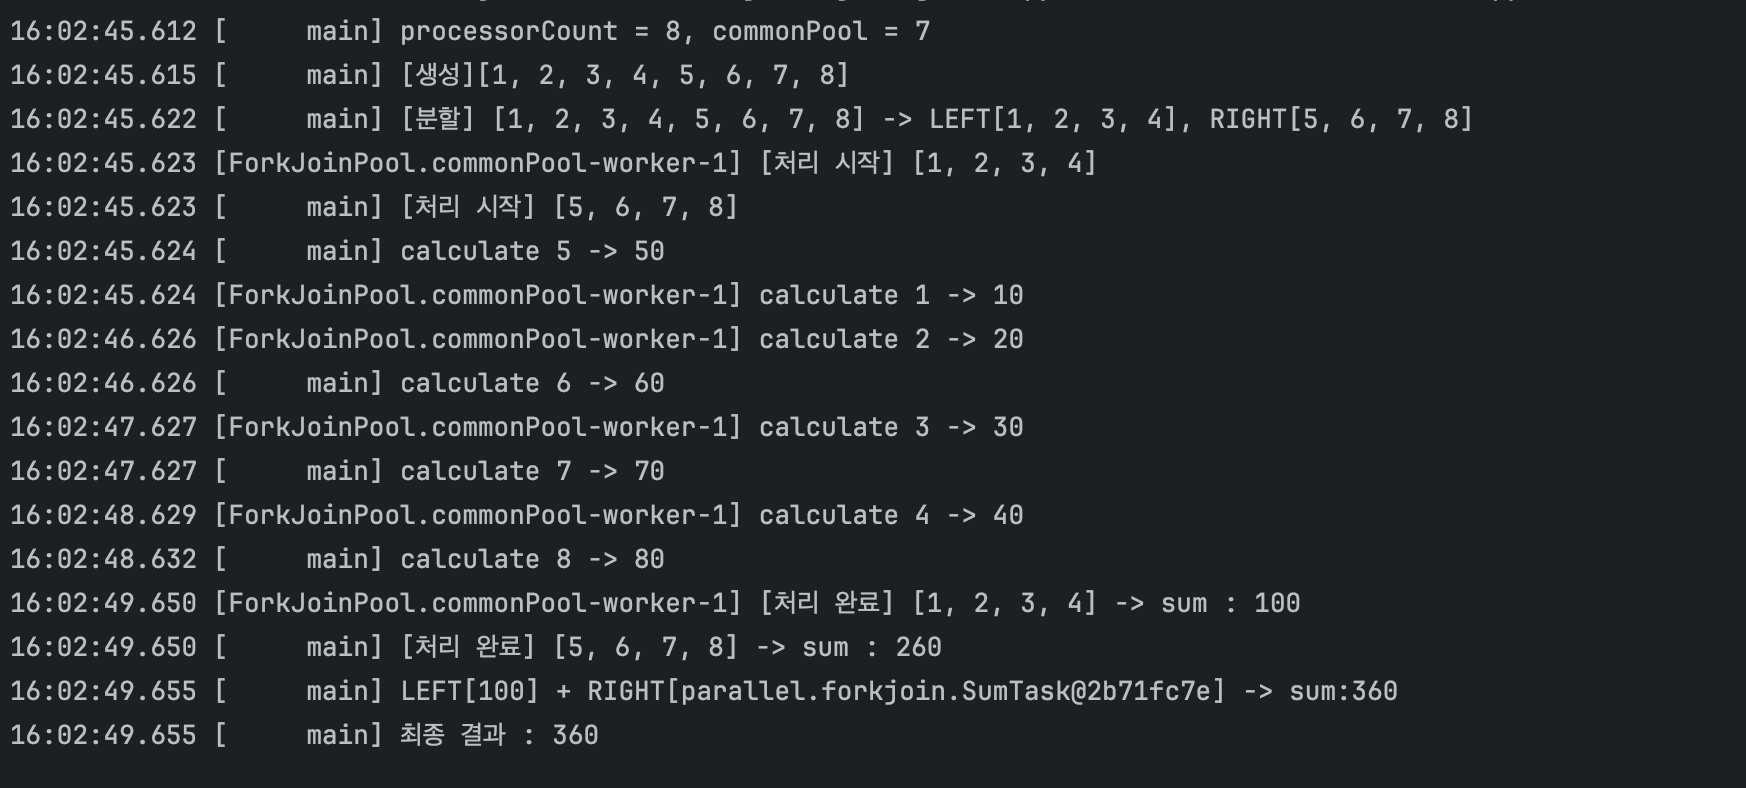 16:02:45.612 [     main] processorCount = 8, commonPool = 7
16:02:45.615 [     main] [생성][1, 2, 3, 4, 5, 6, 7, 8]
16:02:45.622 [     main] [분할] [1, 2, 3, 4, 5, 6, 7, 8] -> LEFT[1, 2, 3, 4], RIGHT[5, 6, 7, 8]
16:02:45.623 [ForkJoinPool.commonPool-worker-1] [처리 시작] [1, 2, 3, 4]
16:02:45.623 [     main] [처리 시작] [5, 6, 7, 8]
16:02:45.624 [     main] calculate 5 -> 50
16:02:45.624 [ForkJoinPool.commonPool-worker-1] calculate 1 -> 10
16:02:46.626 [ForkJoinPool.commonPool-worker-1] calculate 2 -> 20
16:02:46.626 [     main] calculate 6 -> 60
16:02:47.627 [ForkJoinPool.commonPool-worker-1] calculate 3 -> 30
16:02:47.627 [     main] calculate 7 -> 70
16:02:48.629 [ForkJoinPool.commonPool-worker-1] calculate 4 -> 40
16:02:48.632 [     main] calculate 8 -> 80
16:02:49.650 [ForkJoinPool.commonPool-worker-1] [처리 완료] [1, 2, 3, 4] -> sum : 100
16:02:49.650 [     main] [처리 완료] [5, 6, 7, 8] -> sum : 260
16:02:49.655 [     main] LEFT[100] + RIGHT[parallel.forkjoin.SumTask@2b71fc7e] -> sum:360
16:02:49.655 [     main] 최종 결과 : 360